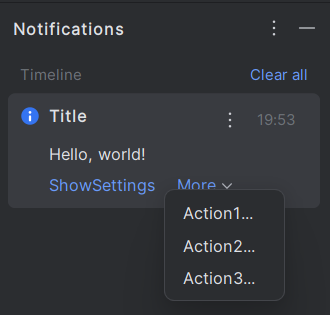 Notifications
Timeline Clear all
Title 19:53
Hello, world!
ShowSettings More
Action1...
Action2...
Action3...